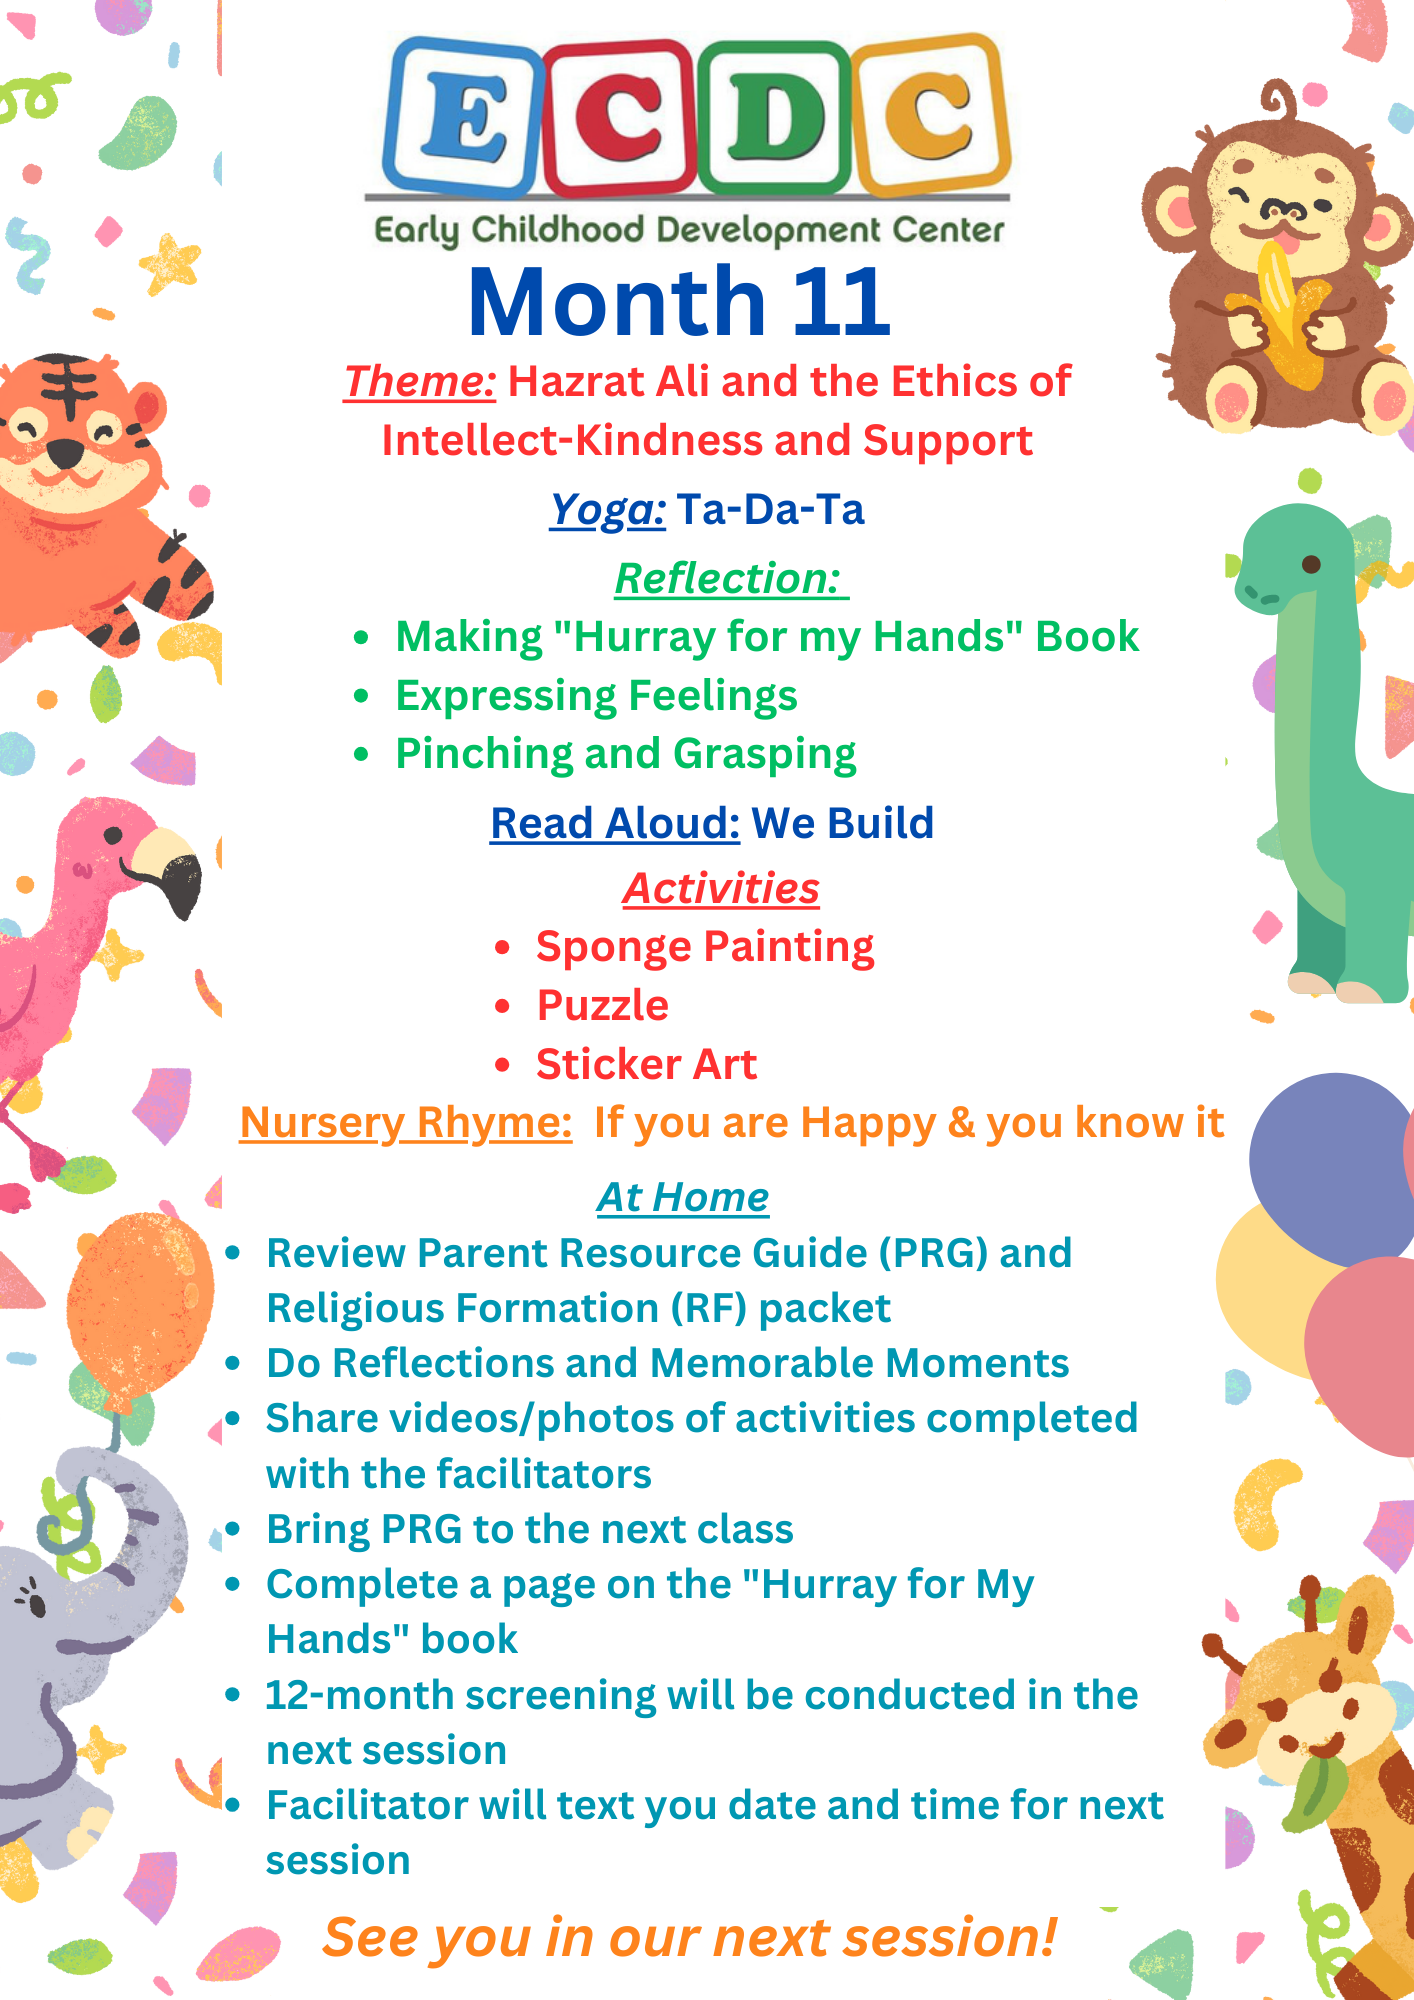 ECDC
Early Childhood Development Center
Month 11
Theme: Hazrat Ali and the Ethics of
Intellect-Kindness and Support
Yoga: Ta-Da-Ta
Reflection:
• Making "Hurray for my Hands" Book
• Expressing Feelings
• Pinching and Grasping
Read Aloud: We Build
Activities
• Sponge Painting
• Puzzle
• Sticker Art
Nursery Rhyme: If you are Happy & you know it
At Home
• Review Parent Resource Guide (PRG) and
Religious Formation (RF) packet
• Do Reflections and Memorable Moments
• Share videos/photos of activities completed
with the facilitators
• Bring PRG to the next class
• Complete a page on the "Hurray for My
Hands" book
• 12-month screening will be conducted in the
next session
• Facilitator will text you date and time for next
session
See you in our next session!